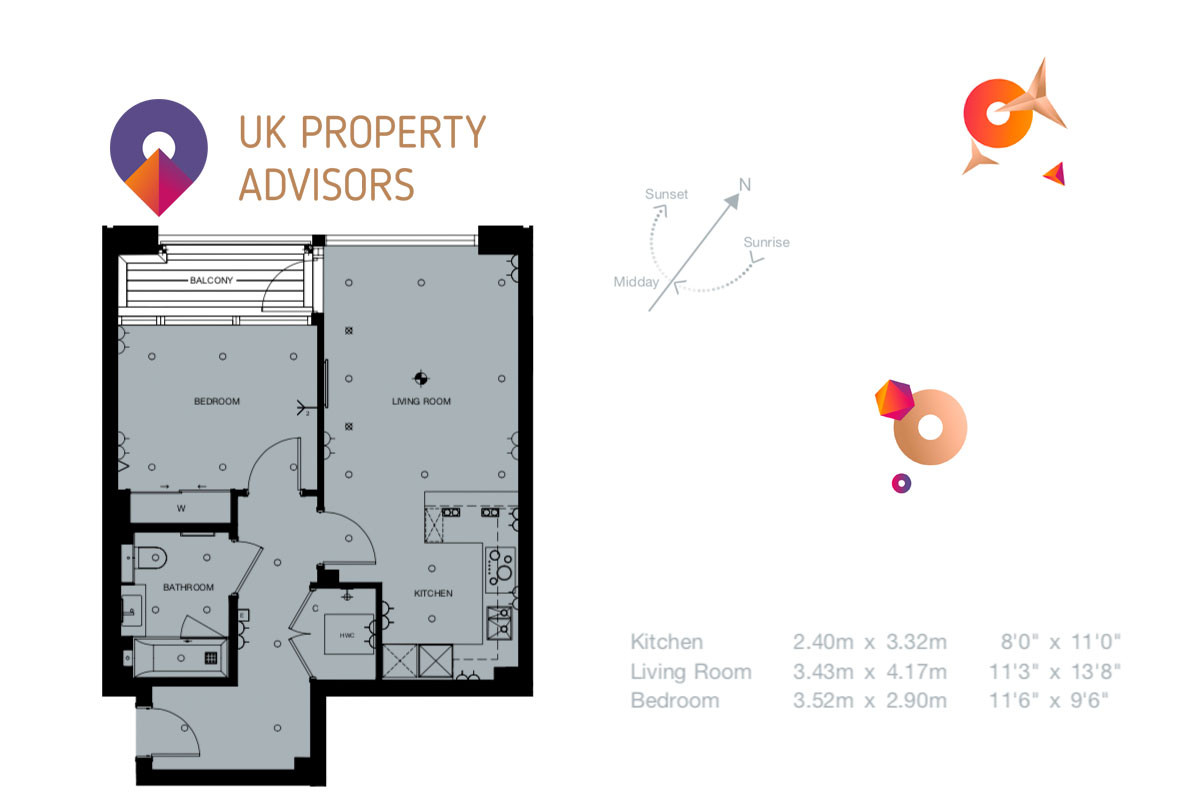 UK PROPERTY
ADVISORS
N
Sunset
Sunrise
Midday
BALCONY
BEDROOM
2
LIVING ROOM
W
BATHROOM
KITCHEN
E
C
HWC
Kitchen 2.40m x 3.32m 8'0" x 11'0"
Living Room 3.43m x 4.17m 11'3" x 13'8"
Bedroom 3.52m x 2.90m 11'6" x 9'6"